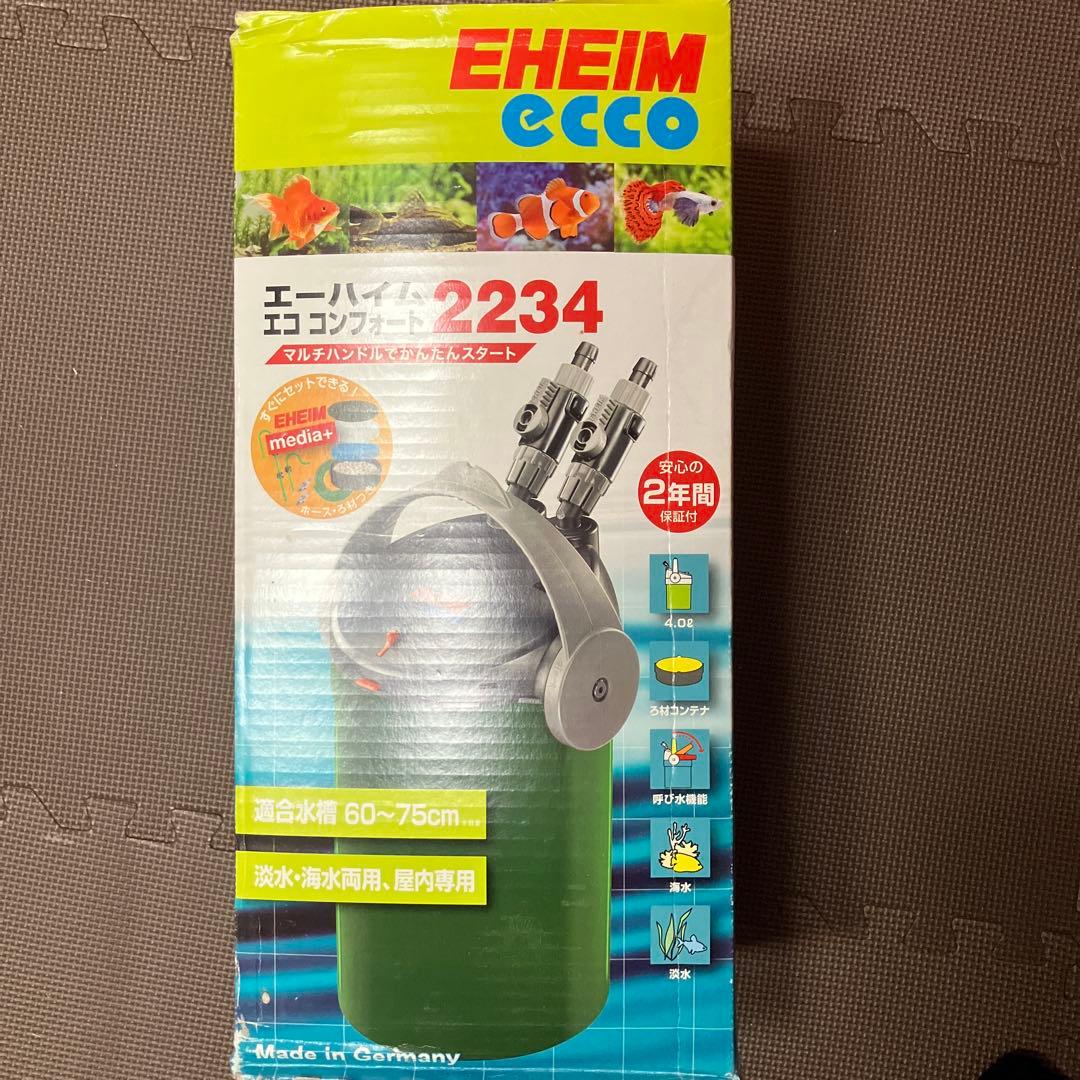 EHEIM
ecco
エーハイム
エココンフォート 2234
マルチハンドルでかんたんスタート
すぐにセットできる!
EHEIM
media+
ホース・ろ材つき
安心の
2年間
保証付
4.0ℓ
ろ材コンテナ
呼び水機能
海水
淡水
適合水槽 60〜75cm
淡水・海水両用、屋内専用
Made in Germany